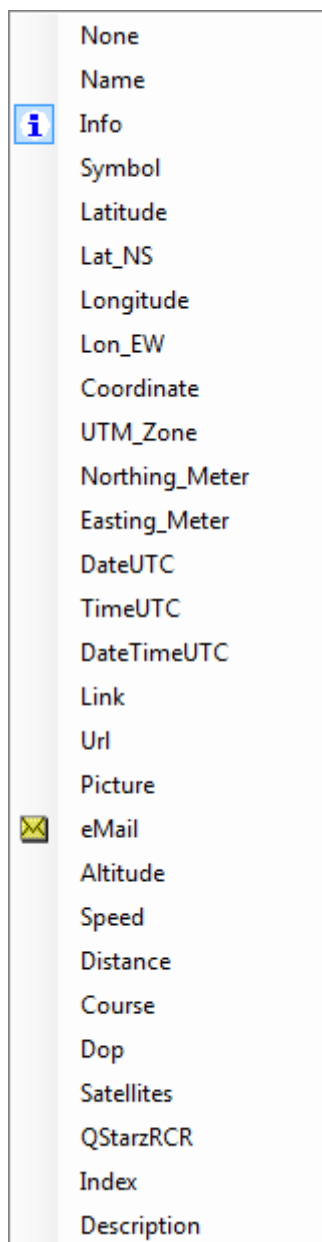 None
Name
Info
Symbol
Latitude
Lat_NS
Longitude
Lon_EW
Coordinate
UTM_Zone
Northing_Meter
Easting_Meter
DateUTC
TimeUTC
DateTimeUTC
Link
Url
Picture
eMail
Altitude
Speed
Distance
Course
Dop
Satellites
QStarzRCR
Index
Description